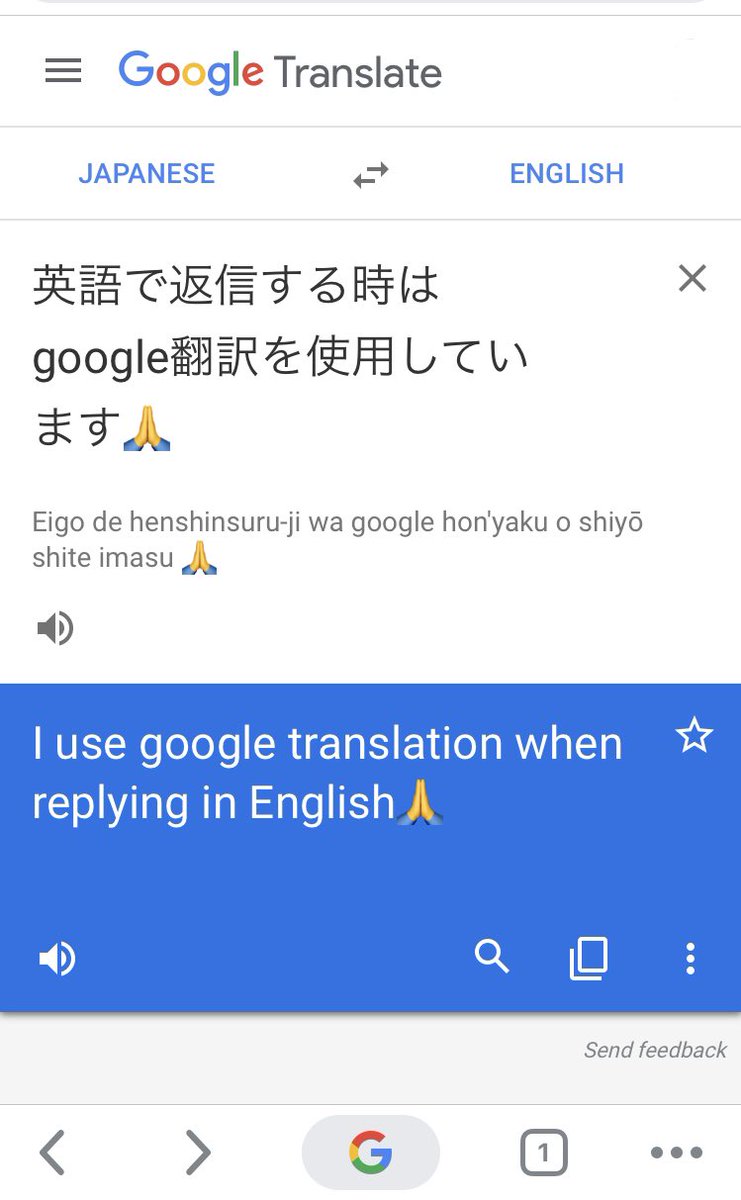 Google Translate
JAPANESE
ENGLISH
英語で返信する時は
google翻訳を使用してい
ます🙏
Eigo de henshinsuru-ji wa google hon'yaku o shiyō
shite imasu 🙏
I use google translation when
replying in English🙏
Send feedback
G
1